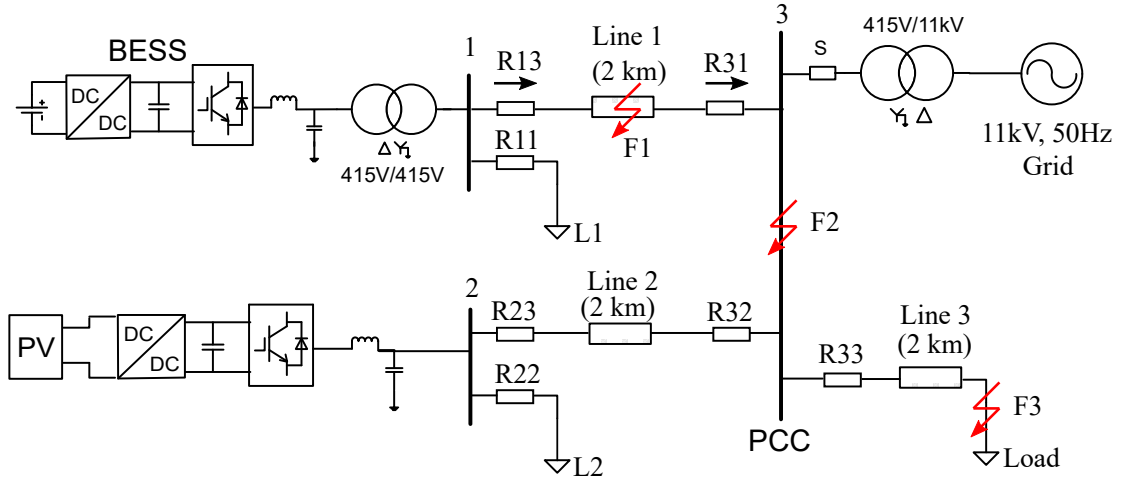 BESS
DC
DC
Δ Y
415V/415V
1
R13
R11
L1
Line 1
(2 km)
F1
R31
3
S
415V/11kV
Y Δ
11kV, 50Hz
Grid
F2
PV
DC
DC
2
R23
R22
L2
Line 2
(2 km)
R32
R33
Line 3
(2 km)
F3
Load
PCC